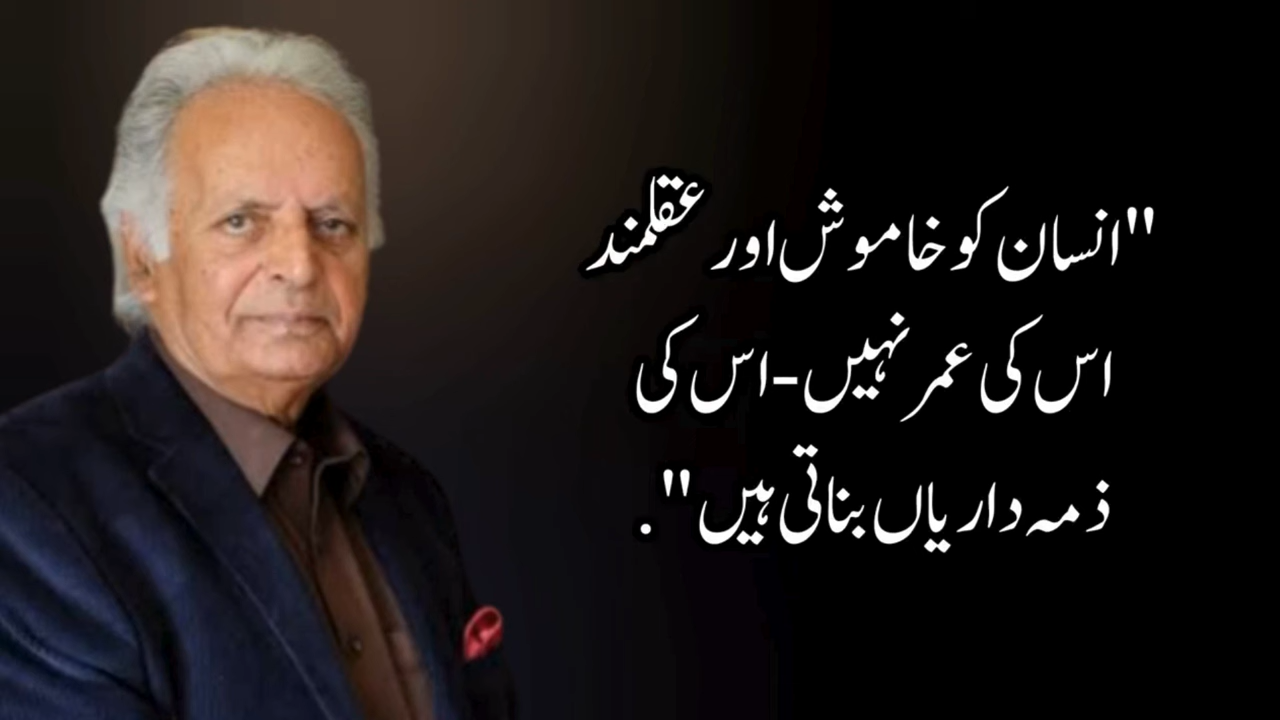 "انسان کو خاموش اور عقلمند
اس کی عمر نہیں-اس کی
ذمہ داریاں بناتی ہیں".